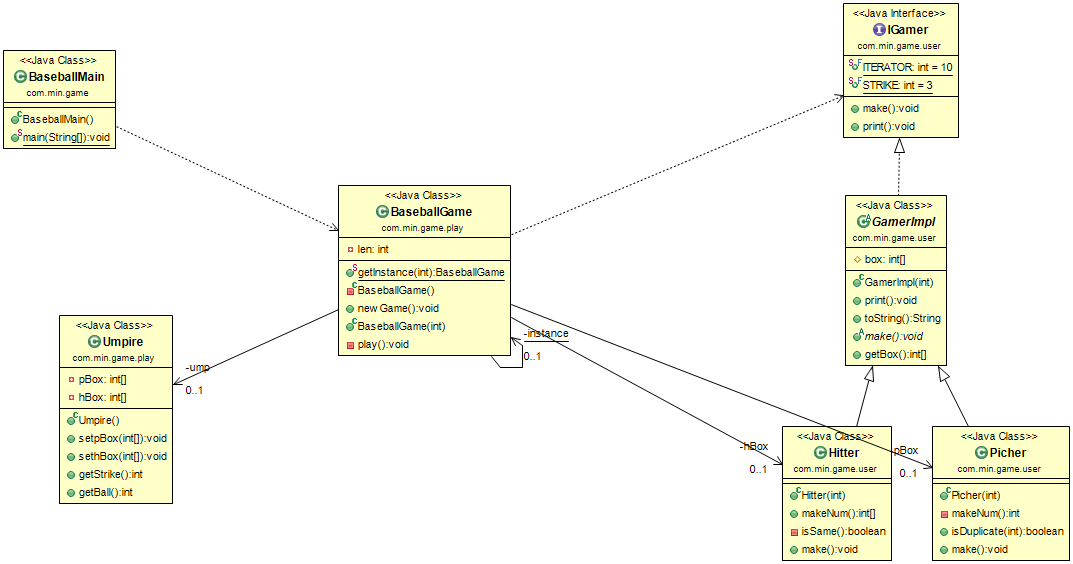 <<Java Class>>
BaseballMain
com.min.game
BaseballMain()
main(String[]):void
<<Java Interface>>
IGamer
com.min.game.user
ITERATOR: int = 10
STRIKE: int = 3
make():void
print():void
<<Java Class>>
BaseballGame
com.min.game.play
len: int
getInstance(int):BaseballGame
BaseballGame()
newGame():void
BaseballGame(int)
play():void
-instance
0..1
<<Java Class>>
GamerImpl
com.min.game.user
box: int[]
GamerImpl(int)
print():void
toString():String
make():void
getBox():int[]
<<Java Class>>
Umpire
com.min.game.play
pBox: int[]
hBox: int[]
Umpire()
setpBox(int[]):void
sethBox(int[]):void
getStrike():int
getBall():int
-ump
0..1
-hBox
0..1
<<Java Class>>
Hitter
com.min.game.user
Hitter(int)
makeNum():int[]
isSame():boolean
make():void
pBox
0..1
<<Java Class>>
Picher
com.min.game.user
Picher(int)
makeNum():int
isDuplicate(int):boolean
make():void